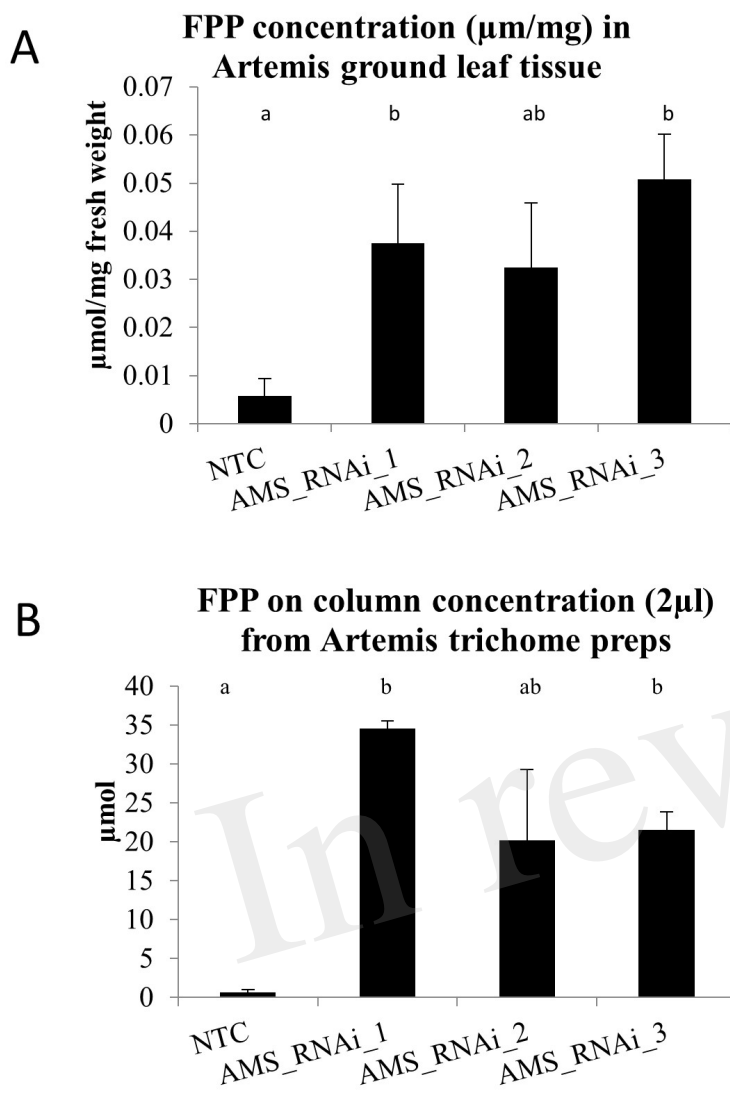 A
FPP concentration (µm/mg) in
Artemis ground leaf tissue
µmol/mg fresh weight
0.07
0.06
0.05
0.04
0.03
0.02
0.01
0
a b ab b
NTC AMS_RNAi_1 AMS_RNAi_2 AMS_RNAi_3
B
FPP on column concentration (2µl)
from Artemis trichome preps
µmol
40
35
30
25
20
15
10
5
0
a b ab b
NTC AMS_RNAi_1 AMS_RNAi_2 AMS_RNAi_3
In rev